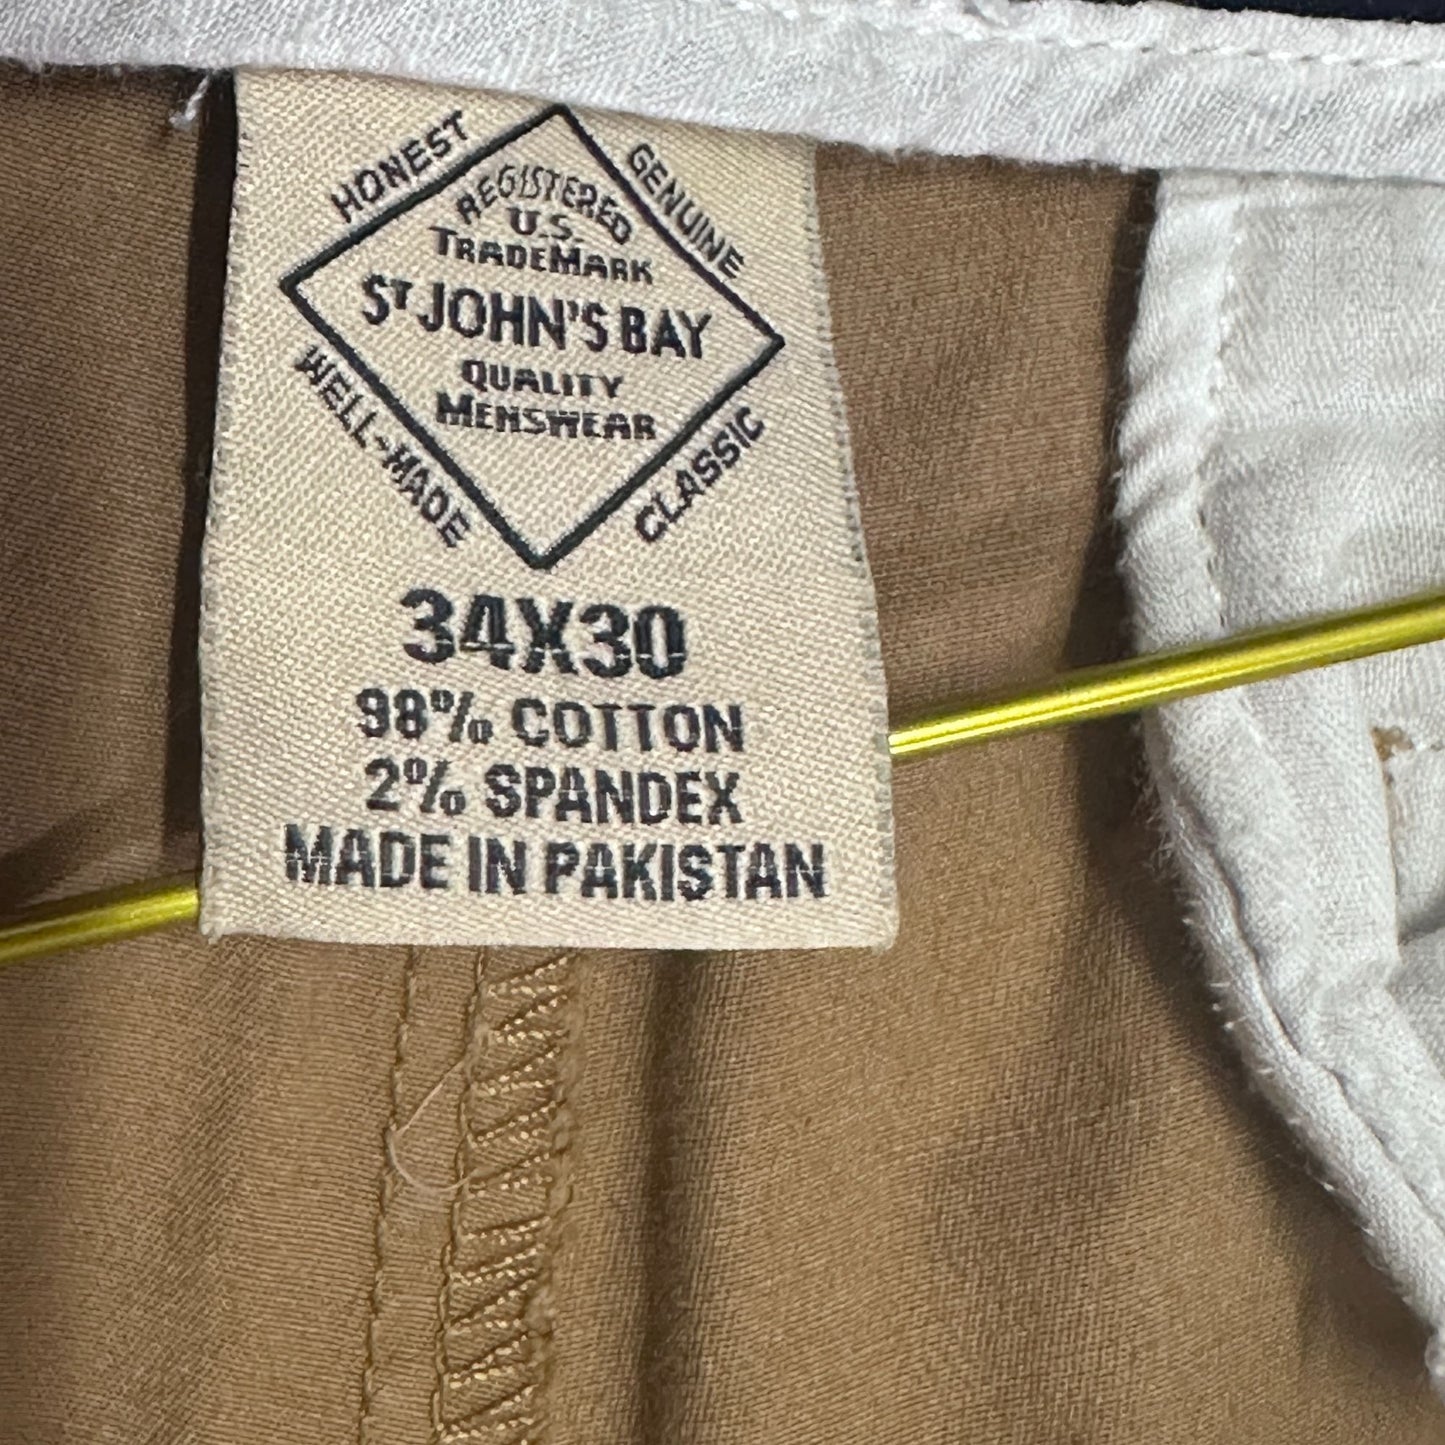 HONEST
GENUINE
REGISTERED
U.S.
TRADEMARK
ST JOHN'S BAY
QUALITY
MENSWEAR
WELL-MADE
CLASSIC
34X30
98% COTTON
2% SPANDEX
MADE IN PAKISTAN